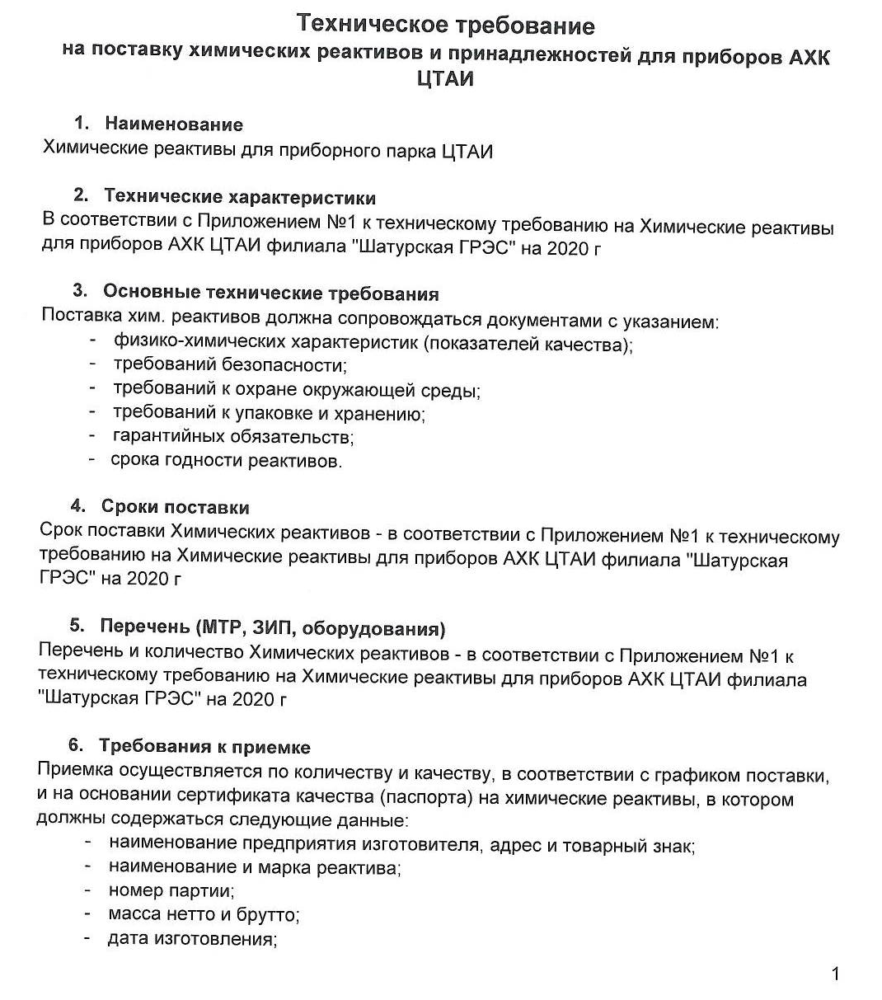 Техническое требование
на поставку химических реактивов и принадлежностей для приборов АХК
ЦТАИ
1. Наименование
Химические реактивы для приборного парка ЦТАИ
2. Технические характеристики
В соответствии с Приложением №1 к техническому требованию на Химические реактивы
для приборов АХК ЦТАИ филиала "Шатурская ГРЭС" на 2020 г
3. Основные технические требования
Поставка хим. реактивов должна сопровождаться документами с указанием:
- физико-химических характеристик (показателей качества);
- требований безопасности;
- требований к охране окружающей среды;
- требований к упаковке и хранению;
- гарантийных обязательств;
- срока годности реактивов.
4. Сроки поставки
Срок поставки Химических реактивов - в соответствии с Приложением №1 к техническому
требованию на Химические реактивы для приборов АХК ЦТАИ филиала "Шатурская
ГРЭС" на 2020 г
5. Перечень (МТР, ЗИП, оборудования)
Перечень и количество Химических реактивов - в соответствии с Приложением №1 к
техническому требованию на Химические реактивы для приборов АХК ЦТАИ филиала
"Шатурская ГРЭС" на 2020 г
6. Требования к приемке
Приемка осуществляется по количеству и качеству, в соответствии с графиком поставки,
и на основании сертификата качества (паспорта) на химические реактивы, в котором
должны содержаться следующие данные:
- наименование предприятия изготовителя, адрес и товарный знак;
- наименование и марка реактива;
- номер партии;
- масса нетто и брутто;
- дата изготовления;
1